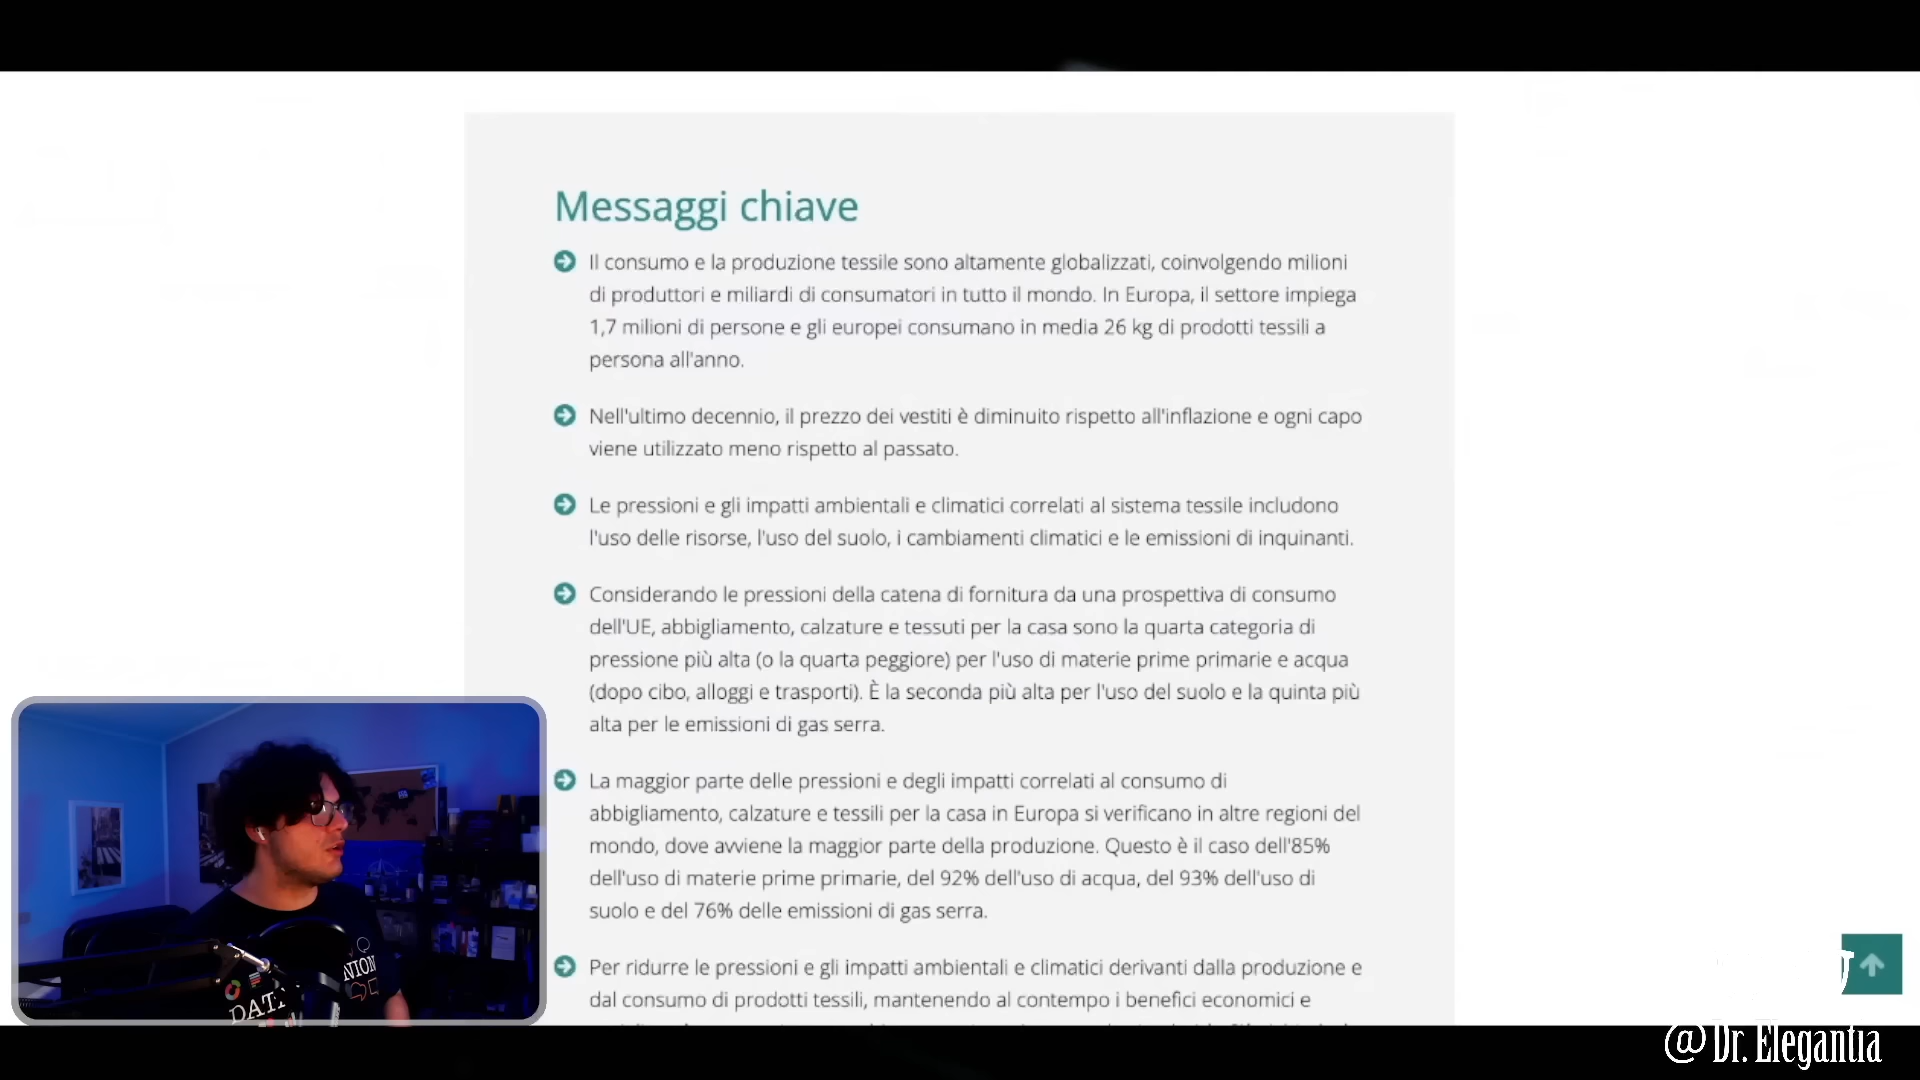 Messaggi chiave
Il consumo e la produzione tessile sono altamente globalizzati, coinvolgendo milioni
di produttori e miliardi di consumatori in tutto il mondo. In Europa, il settore impiega
1,7 milioni di persone e gli europei consumano in media 26 kg di prodotti tessili a
persona all'anno.
Nell'ultimo decennio, il prezzo dei vestiti è diminuito rispetto all'inflazione e ogni capo
viene utilizzato meno rispetto al passato.
Le pressioni e gli impatti ambientali e climatici correlati al sistema tessile includono
l'uso delle risorse, l'uso del suolo, i cambiamenti climatici e le emissioni di inquinanti.
Considerando le pressioni della catena di fornitura da una prospettiva di consumo
dell'UE, abbigliamento, calzature e tessuti per la casa sono la quarta categoria di
pressione più alta (o la quarta peggiore) per l'uso di materie prime primarie e acqua
(dopo cibo, alloggi e trasporti). È la seconda più alta per l'uso del suolo e la quinta più
alta per le emissioni di gas serra.
La maggior parte delle pressioni e degli impatti correlati al consumo di
abbigliamento, calzature e tessili per la casa in Europa si verificano in altre regioni del
mondo, dove avviene la maggior parte della produzione. Questo è il caso dell'85%
dell'uso di materie prime primarie, del 92% dell'uso di acqua, del 93% dell'uso di
suolo e del 76% delle emissioni di gas serra.
Per ridurre le pressioni e gli impatti ambientali e climatici derivanti dalla produzione e
dal consumo di prodotti tessili, mantenendo al contempo i benefici economici e
DATA
NION
@Dr. Elegantia